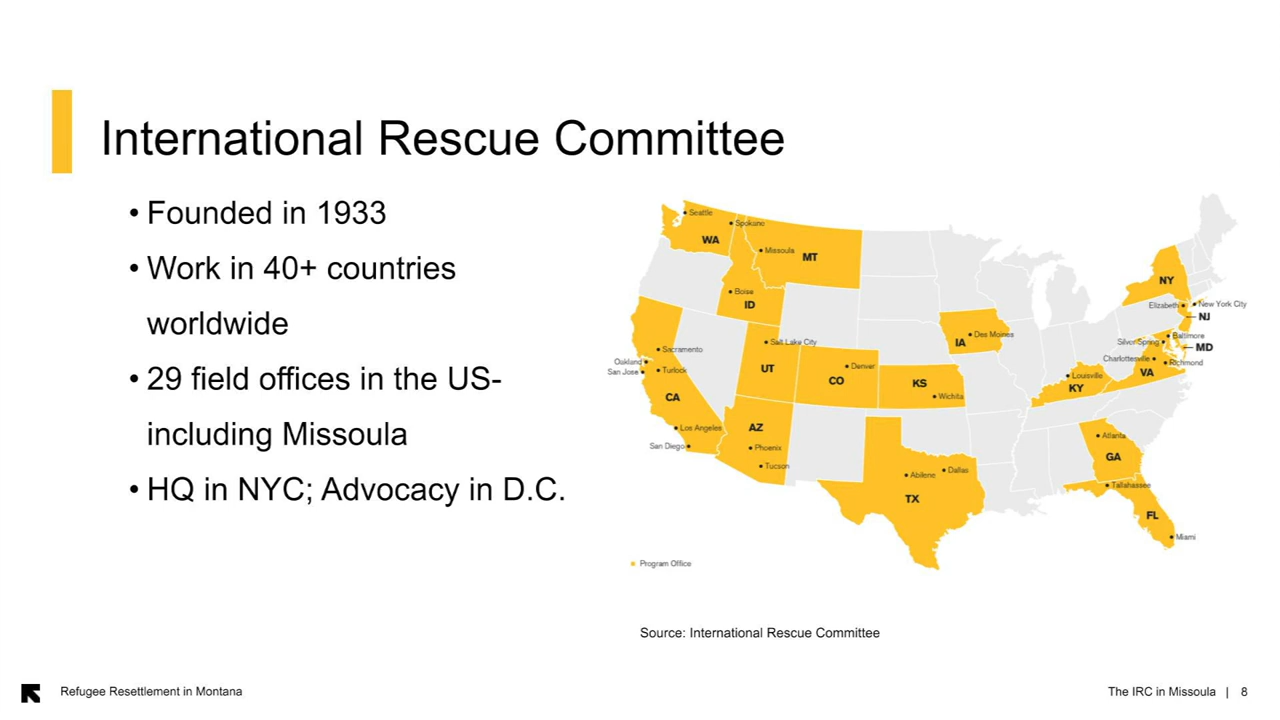 International Rescue Committee
• Founded in 1933
• Work in 40+ countries
worldwide
• 29 field offices in the US-
including Missoula
• HQ in NYC; Advocacy in D.C.
Seattle
Spokane
WA
Missoula
MT
Boise
ID
Sacramento
Oakland
San Jose
Turlock
CA
Los Angeles
San Diego
Salt Lake City
UT
Denver
CO
KS
Wichita
AZ
Phoenix
Tucson
Abilene
Dallas
TX
IA
Des Moines
Louisville
KY
NY
Elizabeth
New York City
NJ
Baltimore
Silver Spring
MD
Charlottesville
Richmond
VA
Atlanta
GA
Tallahassee
FL
Miami
Program Office
Source: International Rescue Committee
Refugee Resettlement in Montana
The IRC in Missoula | 8